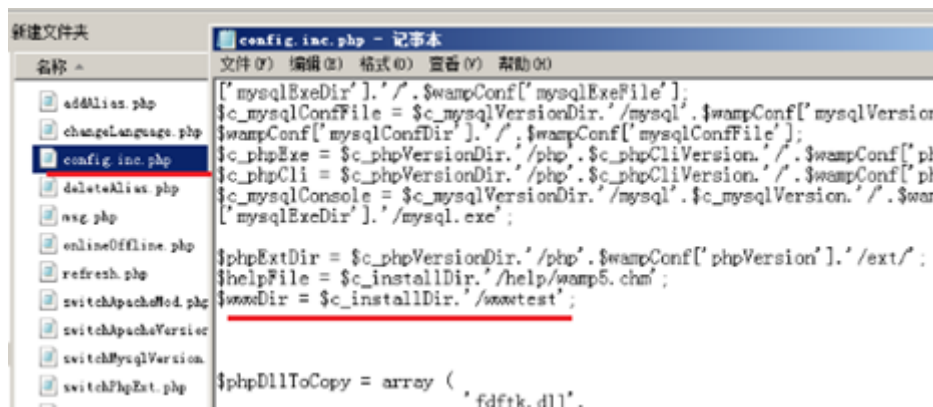 新建文件夹
名称
addAlias.php
changeLanguage.php
config.inc.php
deleteAlias.php
msg.php
onlineOffline.php
refresh.php
switchApacheMod.php
switchApacheVersion
switchMysqlVersion.
switchPhpExt.php
config.inc.php - 记事本
文件(F) 编辑(E) 格式(O) 查看(V) 帮助(H)
['mysqlExeDir'].'/'.$wampConf['mysqlExeFile'];
$c_mysqlConfFile = $c_mysqlVersionDir.'/mysql'.$wampConf['mysqlVersion
$wampConf['mysqlConfDir'].'/'.$wampConf['mysqlConfFile'];
$c_phpExe = $c_phpVersionDir.'/php'.$c_phpCliVersion.'/'.$wampConf['ph
$c_phpCli = $c_phpVersionDir.'/php'.$c_phpCliVersion.'/'.$wampConf['ph
$c_mysqlConsole = $c_mysqlVersionDir.'/mysql'.$c_mysqlVersion.'/'.$wam
['mysqlExeDir'].'/mysql.exe';
$phpExtDir = $c_phpVersionDir.'/php'.$wampConf['phpVersion'].'/ext/';
$helpFile = $c_installDir.'/help/wamp5.chm';
$wwwDir = $c_installDir.'/wwwtest';
$phpDllToCopy = array (
'fdftk.dll',